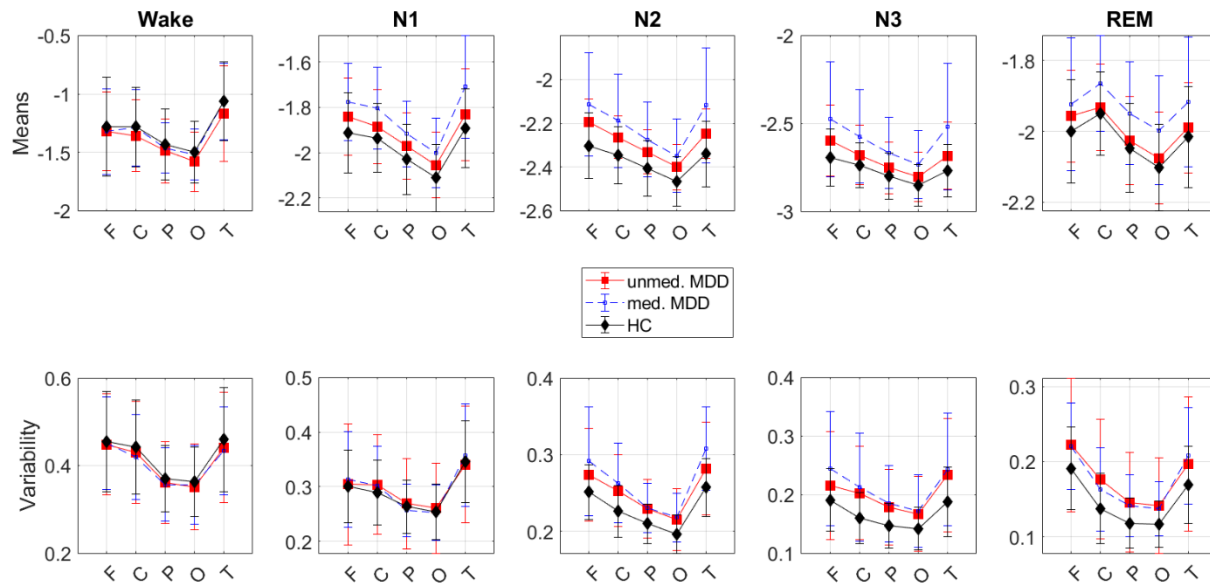 Wake N1 N2 N3 REM
Means
-0.5
-1
-1.5
-2
-1.6
-1.8
-2
-2.2
-2
-2.2
-2.4
-2.6
-2
-2.5
-3
-1.8
-2
-2.2
F C P O T
F C P O T
F C P O T
F C P O T
F C P O T
unmed. MDD
med. MDD
HC
Variability
0.6
0.4
0.2
0.5
0.4
0.3
0.2
0.4
0.3
0.2
0.4
0.3
0.2
0.1
0.3
0.2
0.1
F C P O T
F C P O T
F C P O T
F C P O T
F C P O T